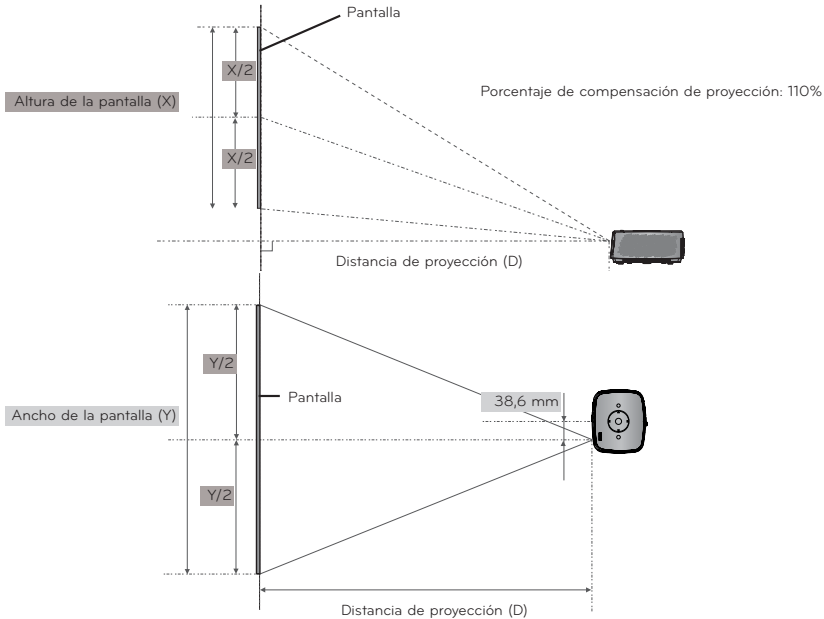 Pantalla
X/2
Altura de la pantalla (X)
Porcentaje de compensación de proyección: 110%
X/2
Distancia de proyección (D)
Y/2
Pantalla
38,6 mm
Ancho de la pantalla (Y)
Y/2
Distancia de proyección (D)